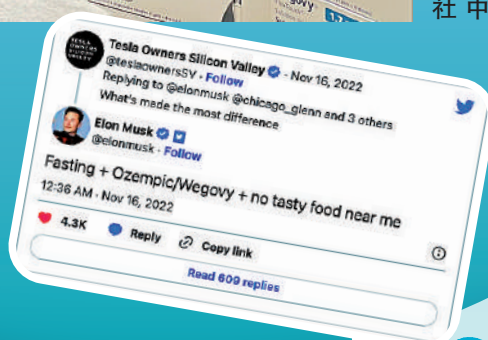 社中
Tesla Owners Silicon Valley · Nov 16, 2022
@teslaownersSV · Follow
Replying to @elonmusk @chicago_glenn and 3 others
What's made the most difference
Elon Musk
@elonmusk · Follow
Fasting + Ozempic/Wegovy + no tasty food near me
12:36 AM · Nov 16, 2022
4.3K Reply Copy link
Read 609 replies